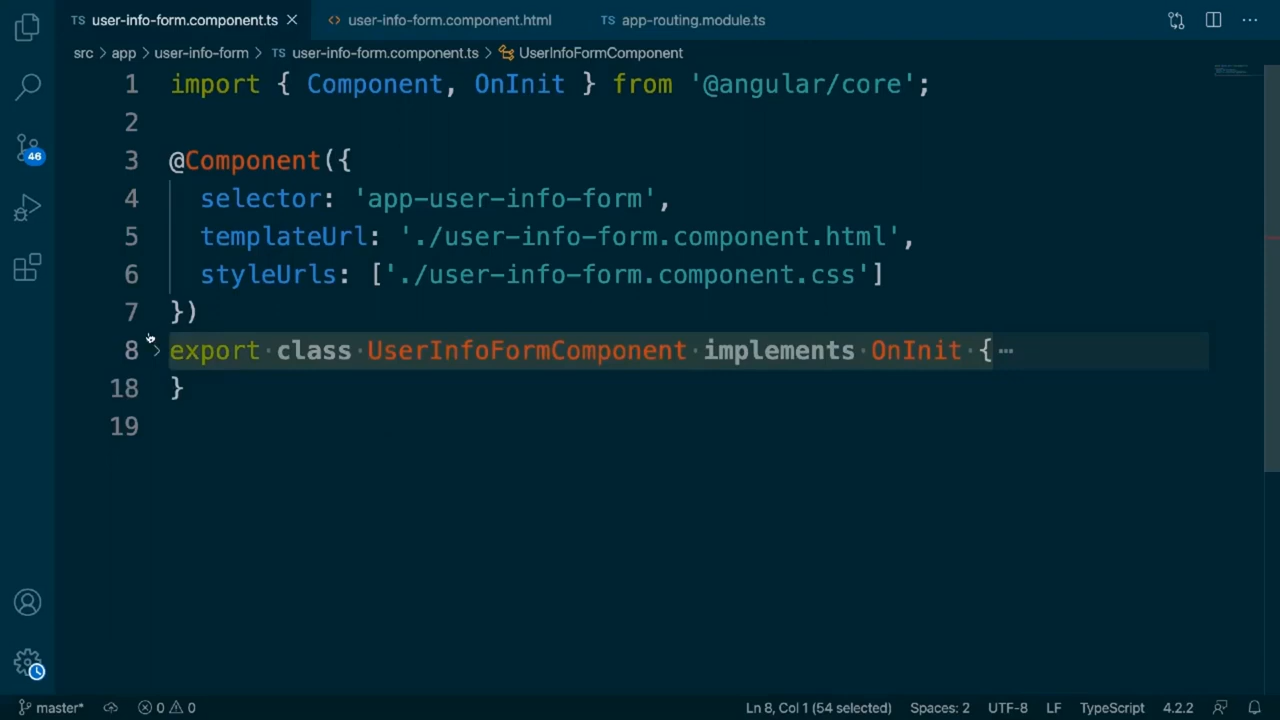 TS user-info-form.component.ts
<> user-info-form.component.html
TS app-routing.module.ts
src > app > user-info-form > TS user-info-form.component.ts > UserInfoFormComponent
1 import { Component, OnInit } from '@angular/core';
2
3 @Component({
4 selector: 'app-user-info-form',
5 templateUrl: './user-info-form.component.html',
6 styleUrls: ['./user-info-form.component.css']
7 })
8 export class UserInfoFormComponent implements OnInit {⋯
18 }
19
46
master* 0 0 Ln 8, Col 1 (54 selected) Spaces: 2 UTF-8 LF TypeScript 4.2.2